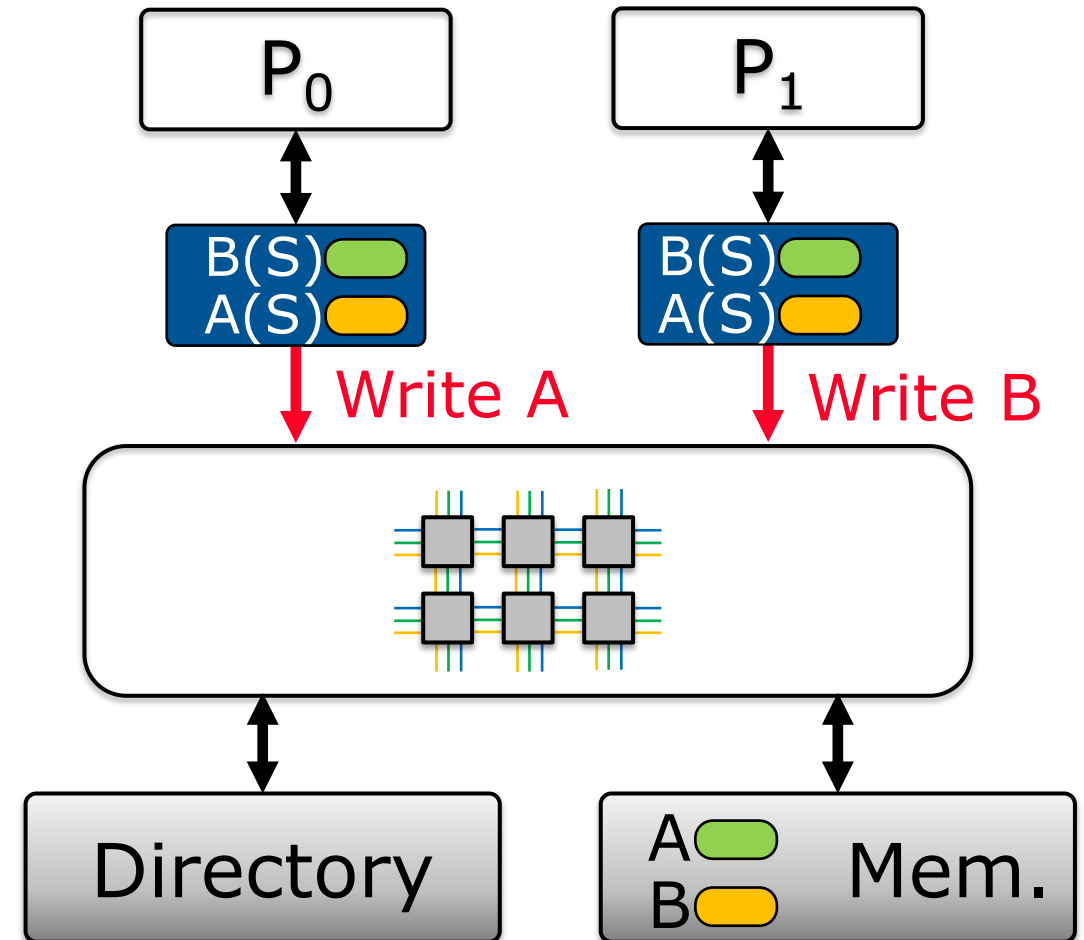 P₀
P₁
B(S)
A(S)
B(S)
A(S)
Write A
Write B
Directory
A
B
Mem.